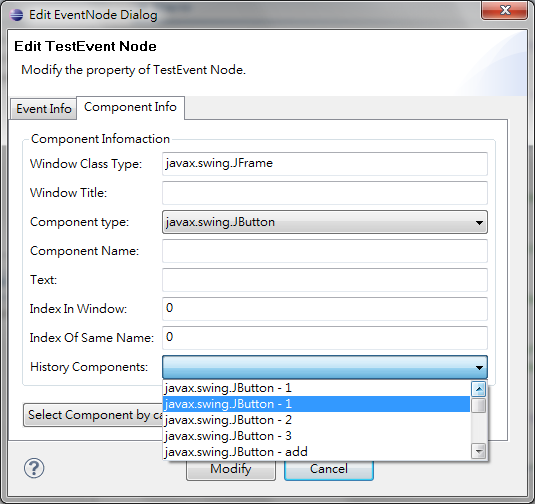 Edit EventNode Dialog
Edit TestEvent Node
Modify the property of TestEvent Node.
Event Info Component Info
Component Infomaction
Window Class Type: javax.swing.JFrame
Window Title:
Component type: javax.swing.JButton
Component Name:
Text:
Index In Window: 0
Index Of Same Name: 0
History Components:
javax.swing.JButton - 1
javax.swing.JButton - 1
javax.swing.JButton - 2
javax.swing.JButton - 3
javax.swing.JButton - add
Select Component by
? Modify Cancel